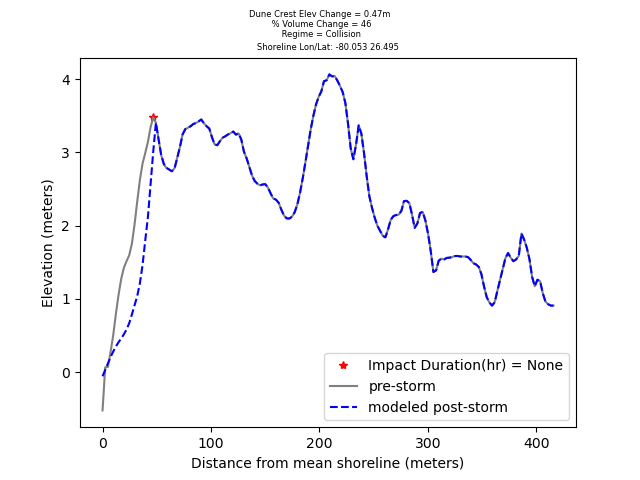 Dune Crest Elev Change = 0.47m
% Volume Change = 46
Regime = Collision
Shoreline Lon/Lat: -80.053 26.495
4
3
2
1
0
Elevation (meters)
Impact Duration(hr) = None
pre-storm
modeled post-storm
0 100 200 300 400
Distance from mean shoreline (meters)